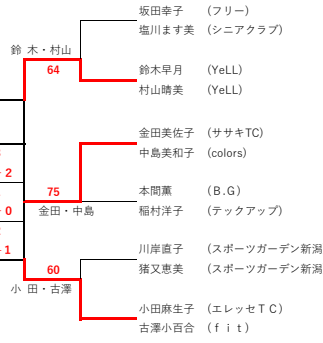 坂田幸子 （フリー）
塩川ます美 （シニアクラブ）
鈴 木・村山
64
鈴木早月 （YeLL）
村山晴美 （YeLL）
金田美佐子 （ササキTC）
中島美和子 （colors）
2
75
本間薫 （B.G）
0
金田・中島
稲村洋子 （テックアップ）
1
川岸直子 （スポーツガーデン新潟
60
猪又恵美 （スポーツガーデン新潟
小 田・古澤
小田麻生子 （エレッセTC）
古澤小百合 （fit）